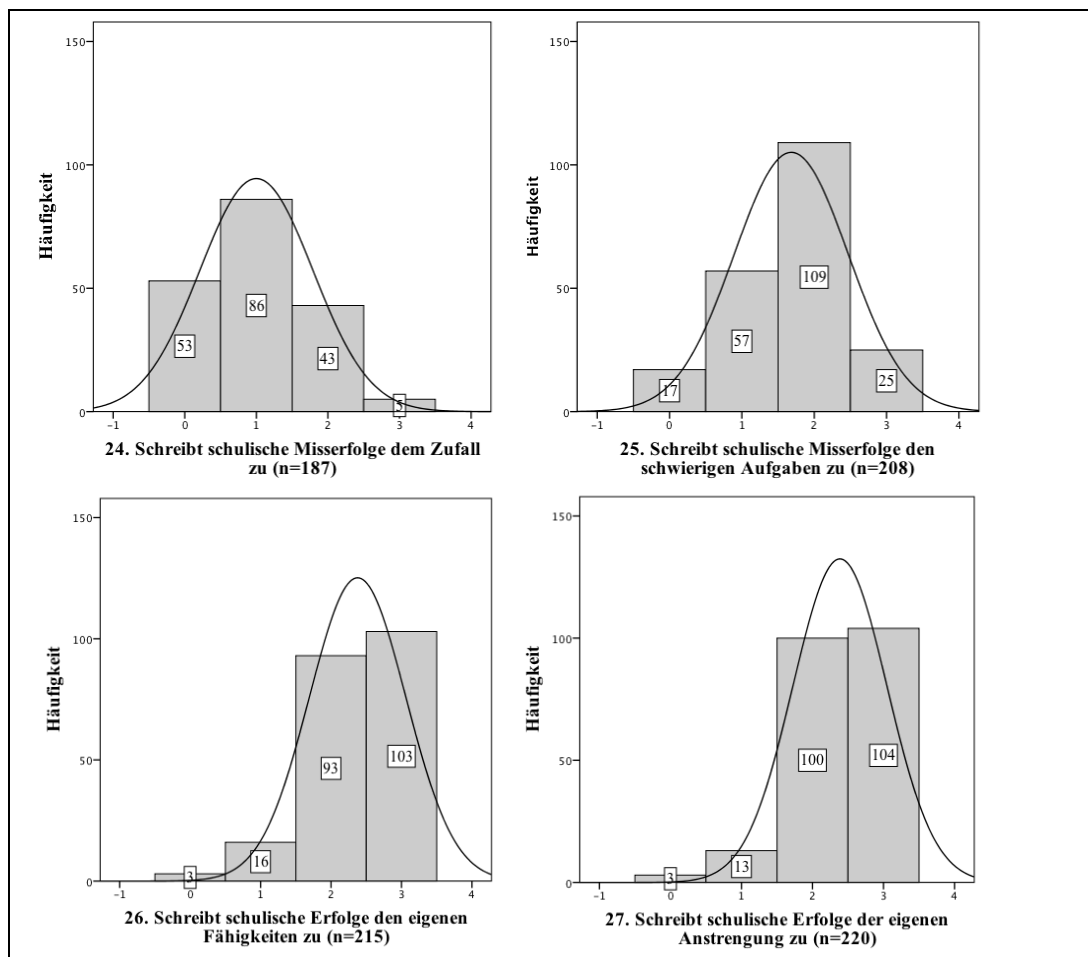 150
100
50
0
Häufigkeit
53
86
43
5
-1 0 1 2 3 4
24. Schreibt schulische Misserfolge dem Zufall
zu (n=187)
150
100
50
0
Häufigkeit
17
57
109
25
-1 0 1 2 3 4
25. Schreibt schulische Misserfolge den
schwierigen Aufgaben zu (n=208)
150
100
50
0
Häufigkeit
3
16
93
103
-1 0 1 2 3 4
26. Schreibt schulische Erfolge den eigenen
Fähigkeiten zu (n=215)
150
100
50
0
Häufigkeit
3
13
100
104
-1 0 1 2 3 4
27. Schreibt schulische Erfolge der eigenen
Anstrengung zu (n=220)